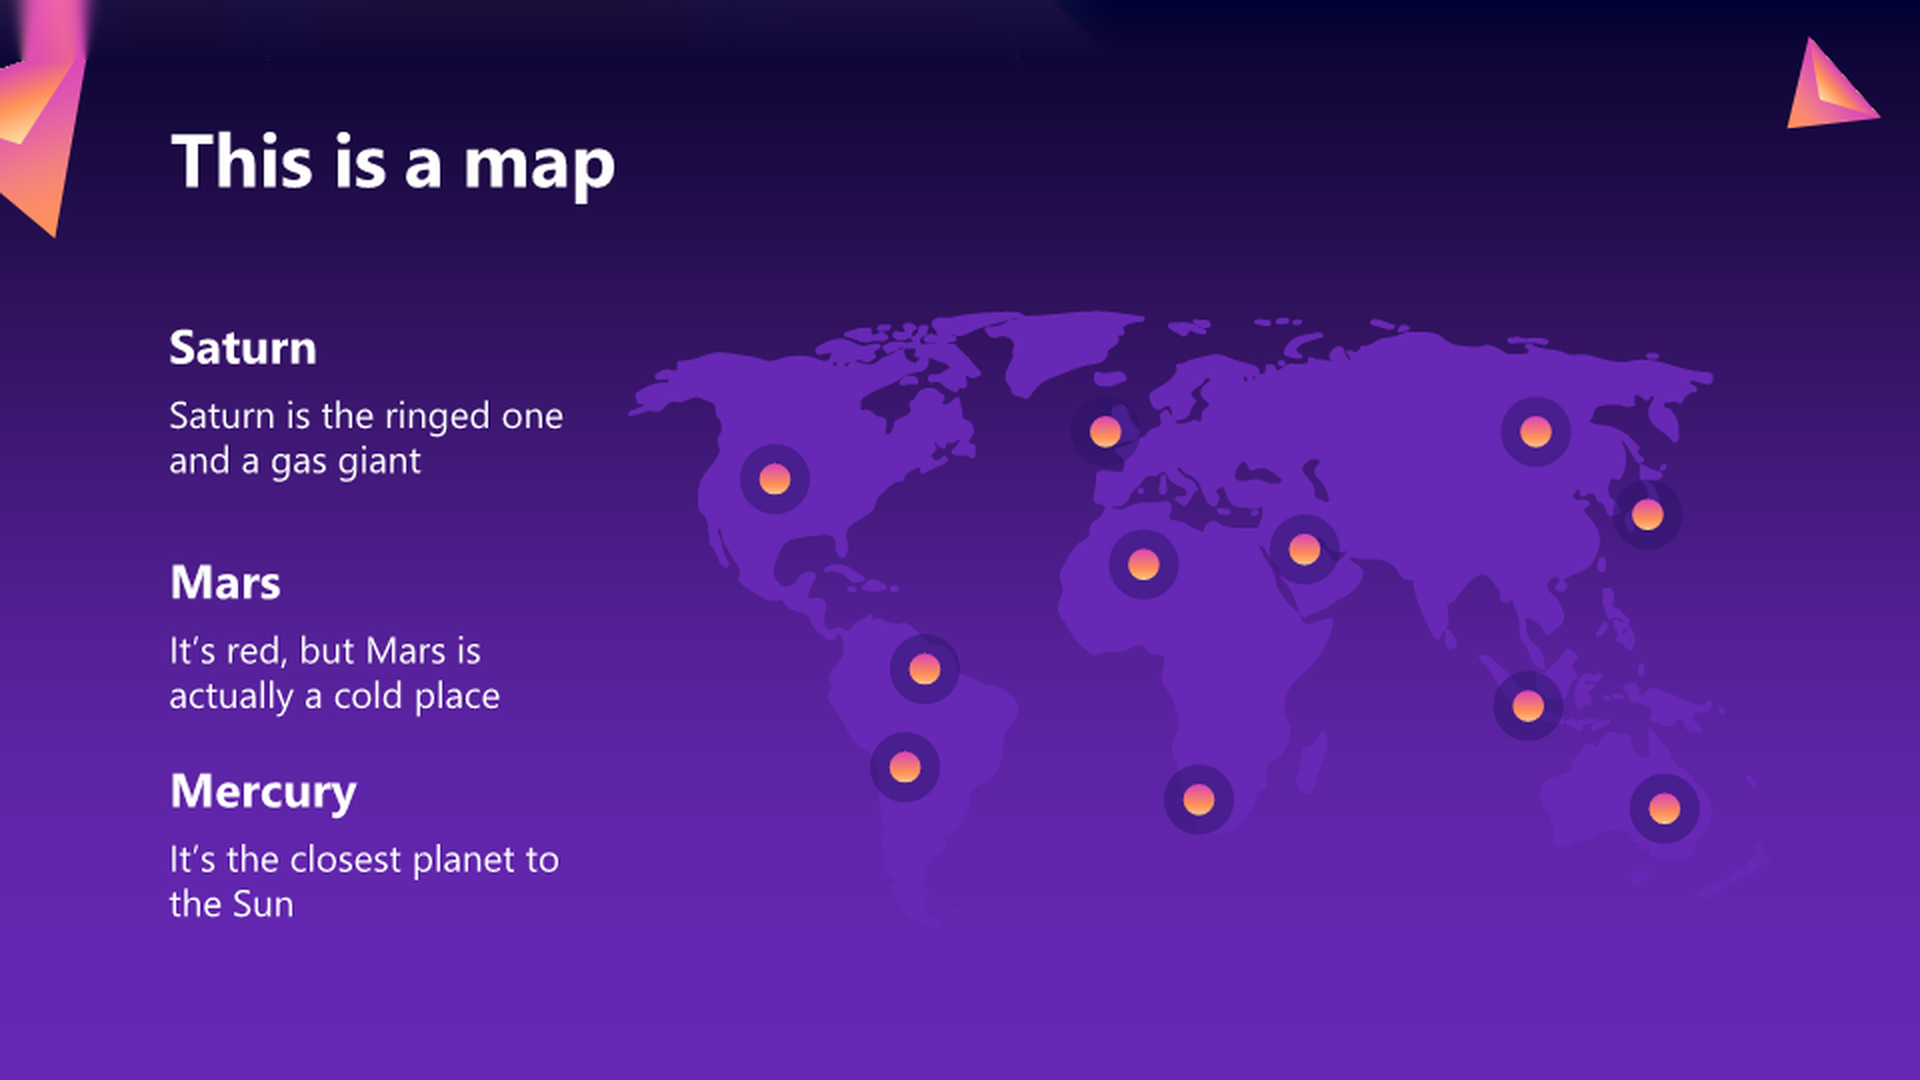 This is a map
Saturn
Saturn is the ringed one
and a gas giant
Mars
It’s red, but Mars is
actually a cold place
Mercury
It’s the closest planet to
the Sun